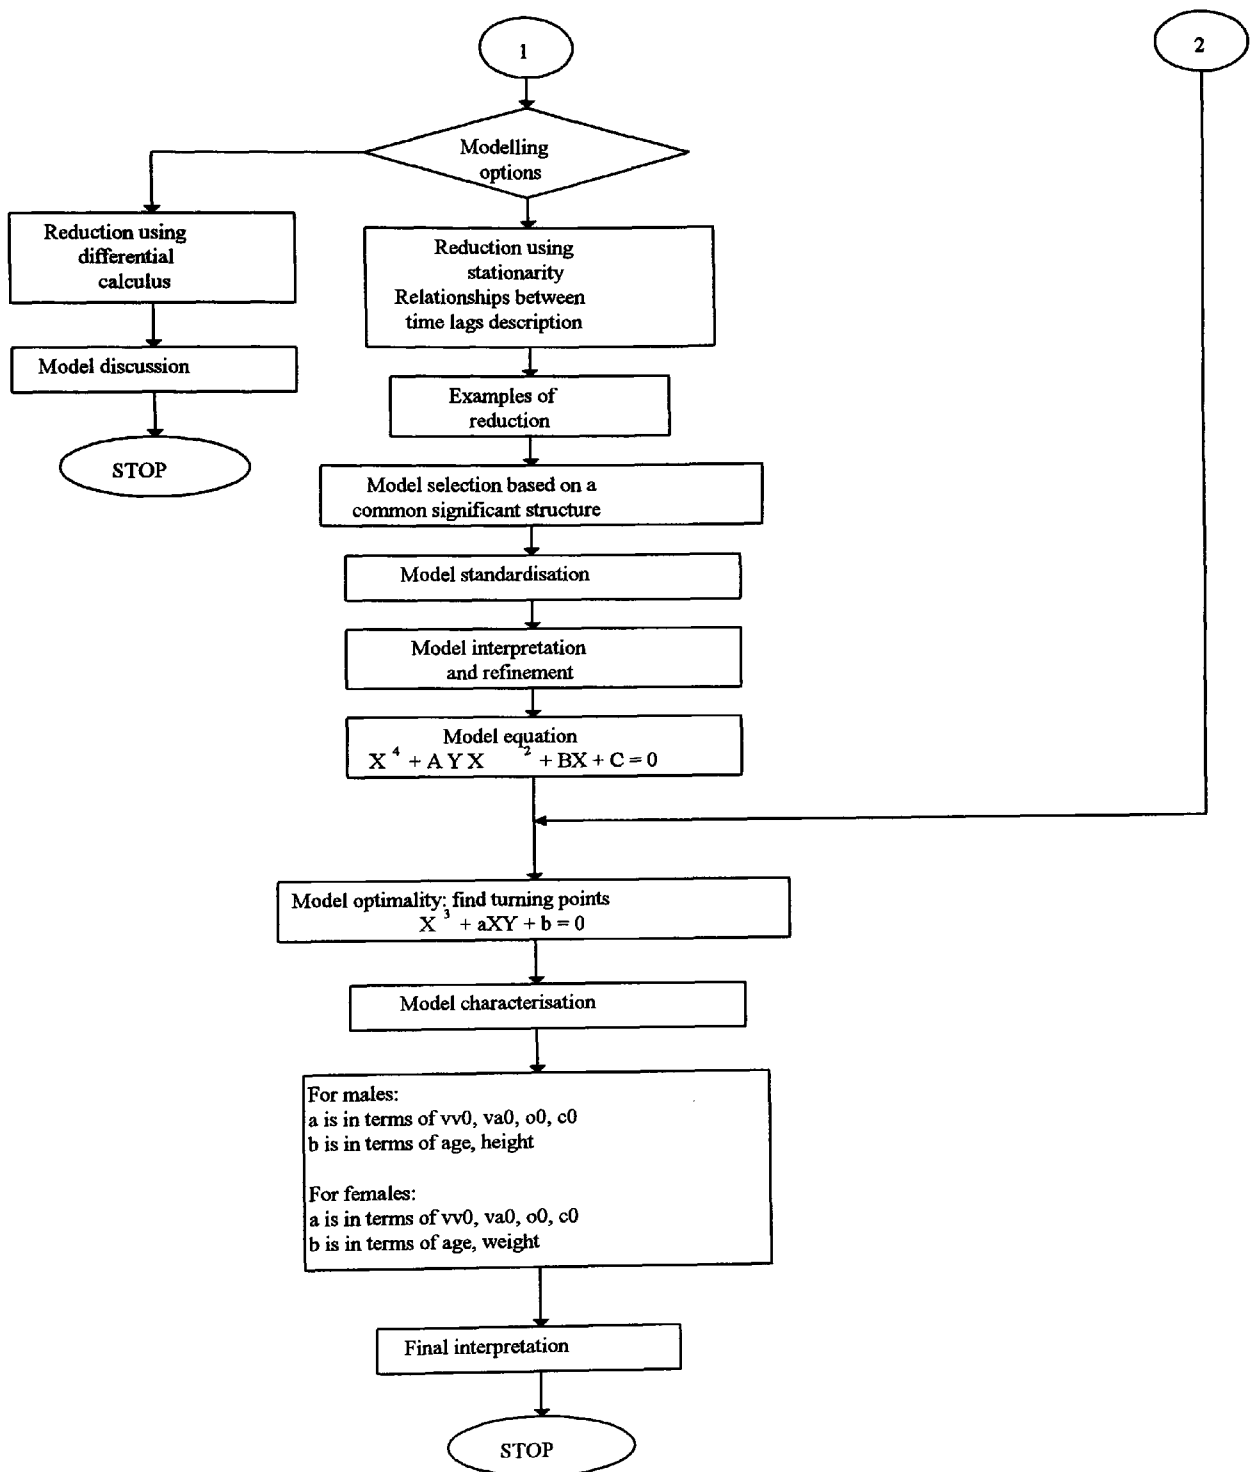 1
2
Modelling
options
Reduction using
differential
calculus
Model discussion
STOP
Reduction using
stationarity
Relationships between
time lags description
Examples of
reduction
Model selection based on a
common significant structure
Model standardisation
Model interpretation
and refinement
Model equation
X ⁴ + A Y X ² + BX + C = 0
Model optimality: find turning points
X ³ + aXY + b = 0
Model characterisation
For males:
a is in terms of vv0, va0, o0, c0
b is in terms of age, height
For females:
a is in terms of vv0, va0, o0, c0
b is in terms of age, weight
Final interpretation
STOP